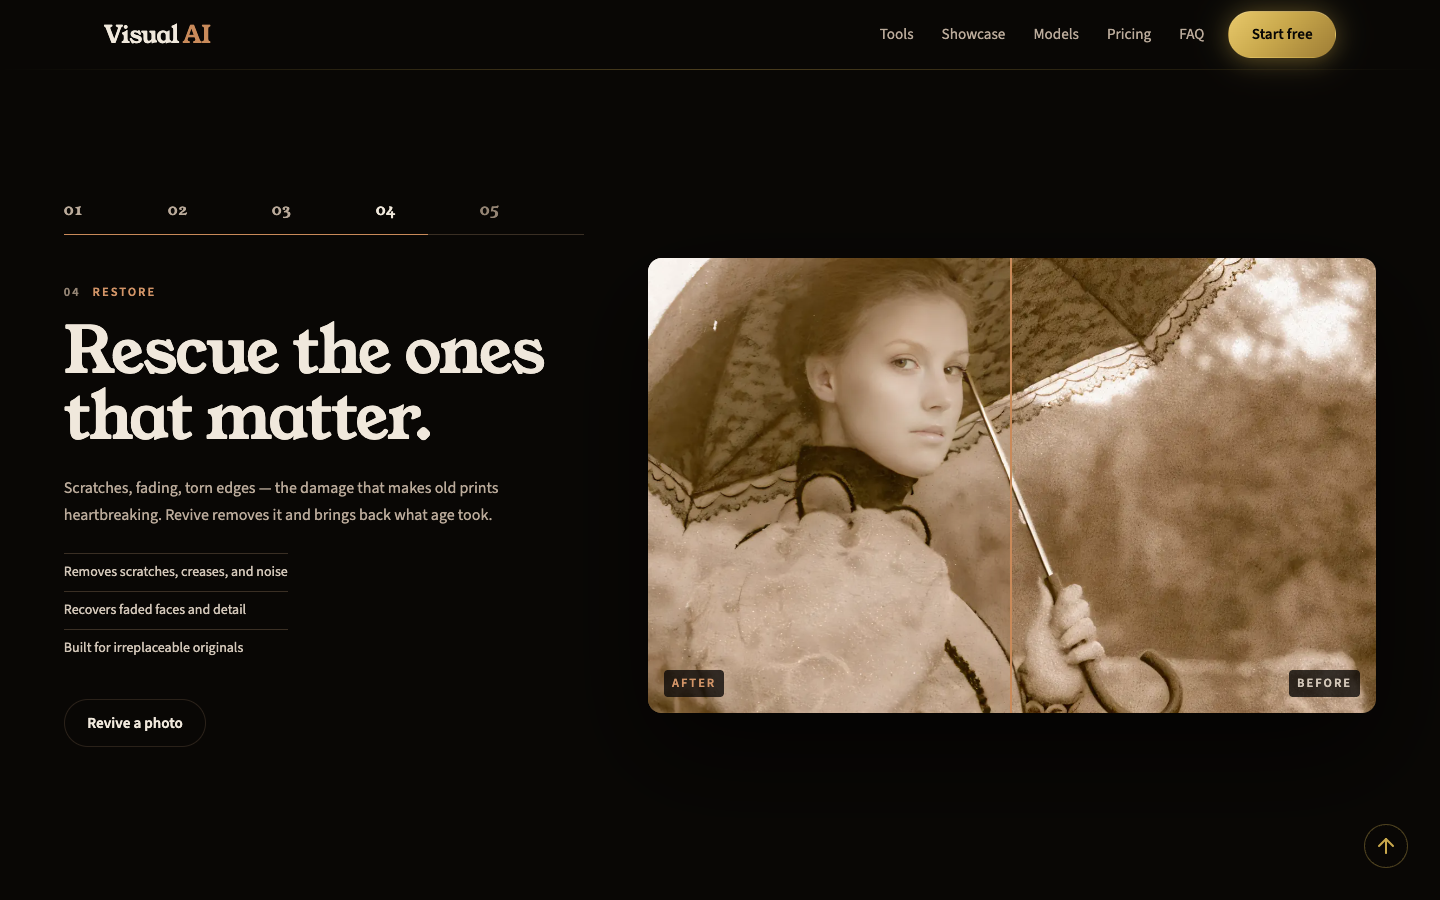 Visual AI
Tools
Showcase
Models
Pricing
FAQ
Start free
01
02
03
04
05
04 RESTORE
Rescue the ones
that matter.
Scratches, fading, torn edges — the damage that makes old prints
heartbreaking. Revive removes it and brings back what age took.
Removes scratches, creases, and noise
Recovers faded faces and detail
Built for irreplaceable originals
Revive a photo
AFTER
BEFORE